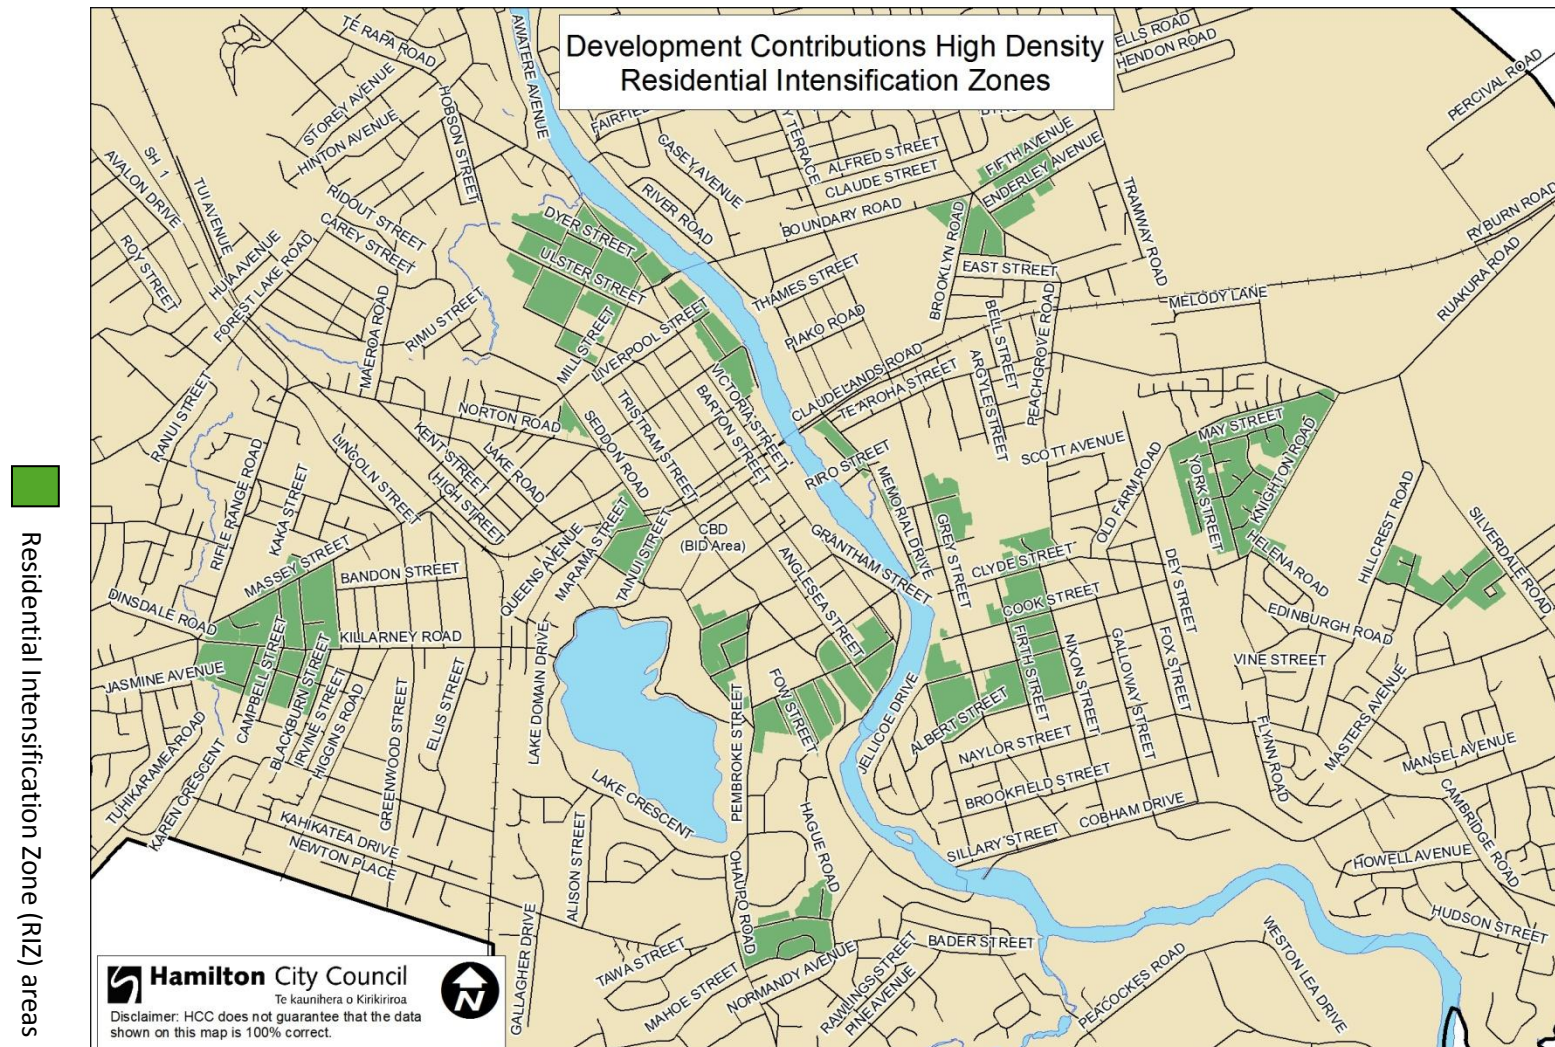 Development Contributions High Density
Residential Intensification Zones
TE RAPA ROAD
AWATERE AVENUE
ELLS ROAD
HENDON ROAD
PERCIVAL ROAD
STOREY AVENUE
HOBSON STREET
HINTON AVENUE
FAIRFIELD
CASEY AVENUE
Y TERRACE
ALFRED STREET
CLAUDE STREET
FIFTH AVENUE
ENDERLEY AVENUE
SH 1
AVALON DRIVE
TUI AVENUE
RIDOUT STREET
CAREY STREET
RIVER ROAD
BOUNDARY ROAD
BROOKLYN ROAD
TRAMWAY ROAD
RYBURN ROAD
ROY STREET
HUIA AVENUE
FOREST LAKE ROAD
DYER STREET
ULSTER STREET
EAST STREET
RUAKURA ROAD
MAEROA ROAD
RIMU STREET
THAMES STREET
PIAKO ROAD
BELL STREET
MELODY LANE
MILL STREET
LIVERPOOL STREET
VICTORIA STREET
CLAUDELANDS ROAD
TE AROHA STREET
ARGYLE STREET
PEACHGROVE ROAD
RANUI STREET
NORTON ROAD
SEDDON ROAD
TRISTRAM STREET
BARTON STREET
LINCOLN STREET
KENT STREET
LAKE ROAD
HIGH STREET
RIFLE RANGE ROAD
KAKA STREET
RIRO STREET
MEMORIAL DRIVE
GREY STREET
SCOTT AVENUE
OLD FARM ROAD
MAY STREET
YORK STREET
KNIGHTON ROAD
HILLCREST ROAD
SILVERDALE ROAD
CBD
(BID Area)
QUEENS AVENUE
MARAMA STREET
TAINUI STREET
ANGLESEA STREET
GRANTHAM STREET
CLYDE STREET
COOK STREET
DEY STREET
HELENA ROAD
MASSEY STREET
BANDON STREET
DINSDALE ROAD
KILLARNEY ROAD
EDINBURGH ROAD
JASMINE AVENUE
CAMPBELL STREET
BLACKBURN STREET
IRVINE STREET
HIGGINS ROAD
GREENWOOD STREET
ELLIS STREET
LAKE DOMAIN DRIVE
PEMBROKE STREET
FOW STREET
JELLICOE DRIVE
ALBERT STREET
FIRTH STREET
NIXON STREET
GALLOWAY STREET
FOX STREET
VINE STREET
FLYNN ROAD
MASTERS AVENUE
MANSEL AVENUE
TUHIKARAMEA ROAD
KAREN CRESCENT
LAKE CRESCENT
NAYLOR STREET
BROOKFIELD STREET
COBHAM DRIVE
SILLARY STREET
CAMBRIDGE ROAD
HOWELL AVENUE
HUDSON STREET
KAHIKATEA DRIVE
NEWTON PLACE
ALISON STREET
HAGUE ROAD
OHAUPO ROAD
GALLAGHER DRIVE
TAWA STREET
MAHOE STREET
NORMANDY AVENUE
RAWLINGS STREET
PINE AVENUE
BADER STREET
PEACOCKES ROAD
WESTON LEA DRIVE
Hamilton City Council
Te kaunihera o Kirikiriroa
N
Disclaimer: HCC does not guarantee that the data
shown on this map is 100% correct.
Residential Intensification Zone (RIZ) areas